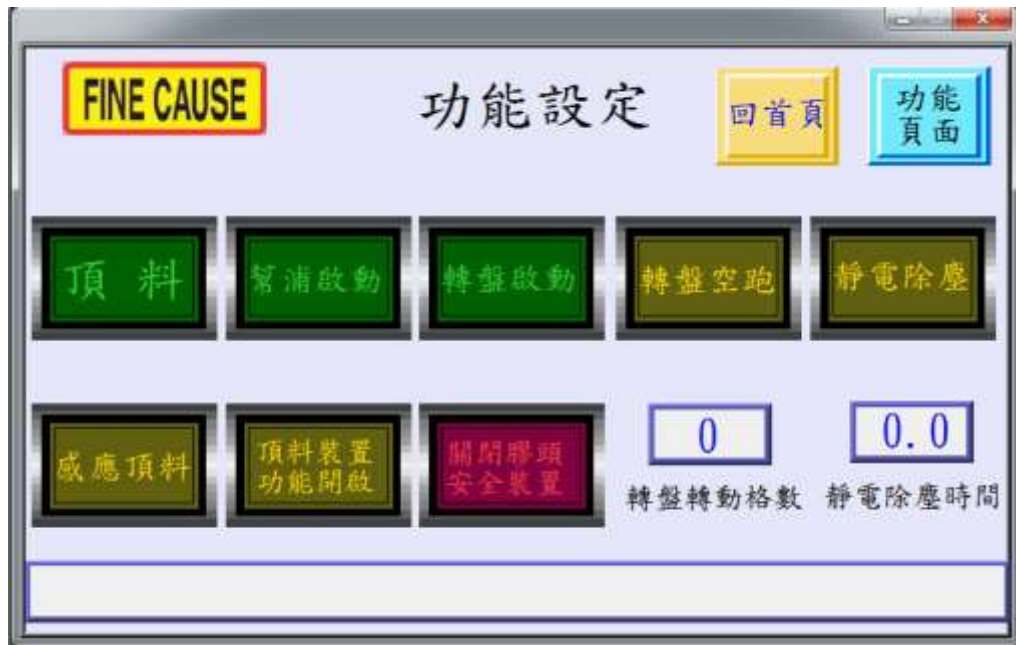 FINE CAUSE
功能設定
回首頁
功能
頁面
頂 料
幫浦啟動
轉盤啟動
轉盤空跑
靜電除塵
感應頂料
頂料裝置
功能開啟
關閉膠頭
安全裝置
0
轉盤轉動格數
0.0
靜電除塵時間